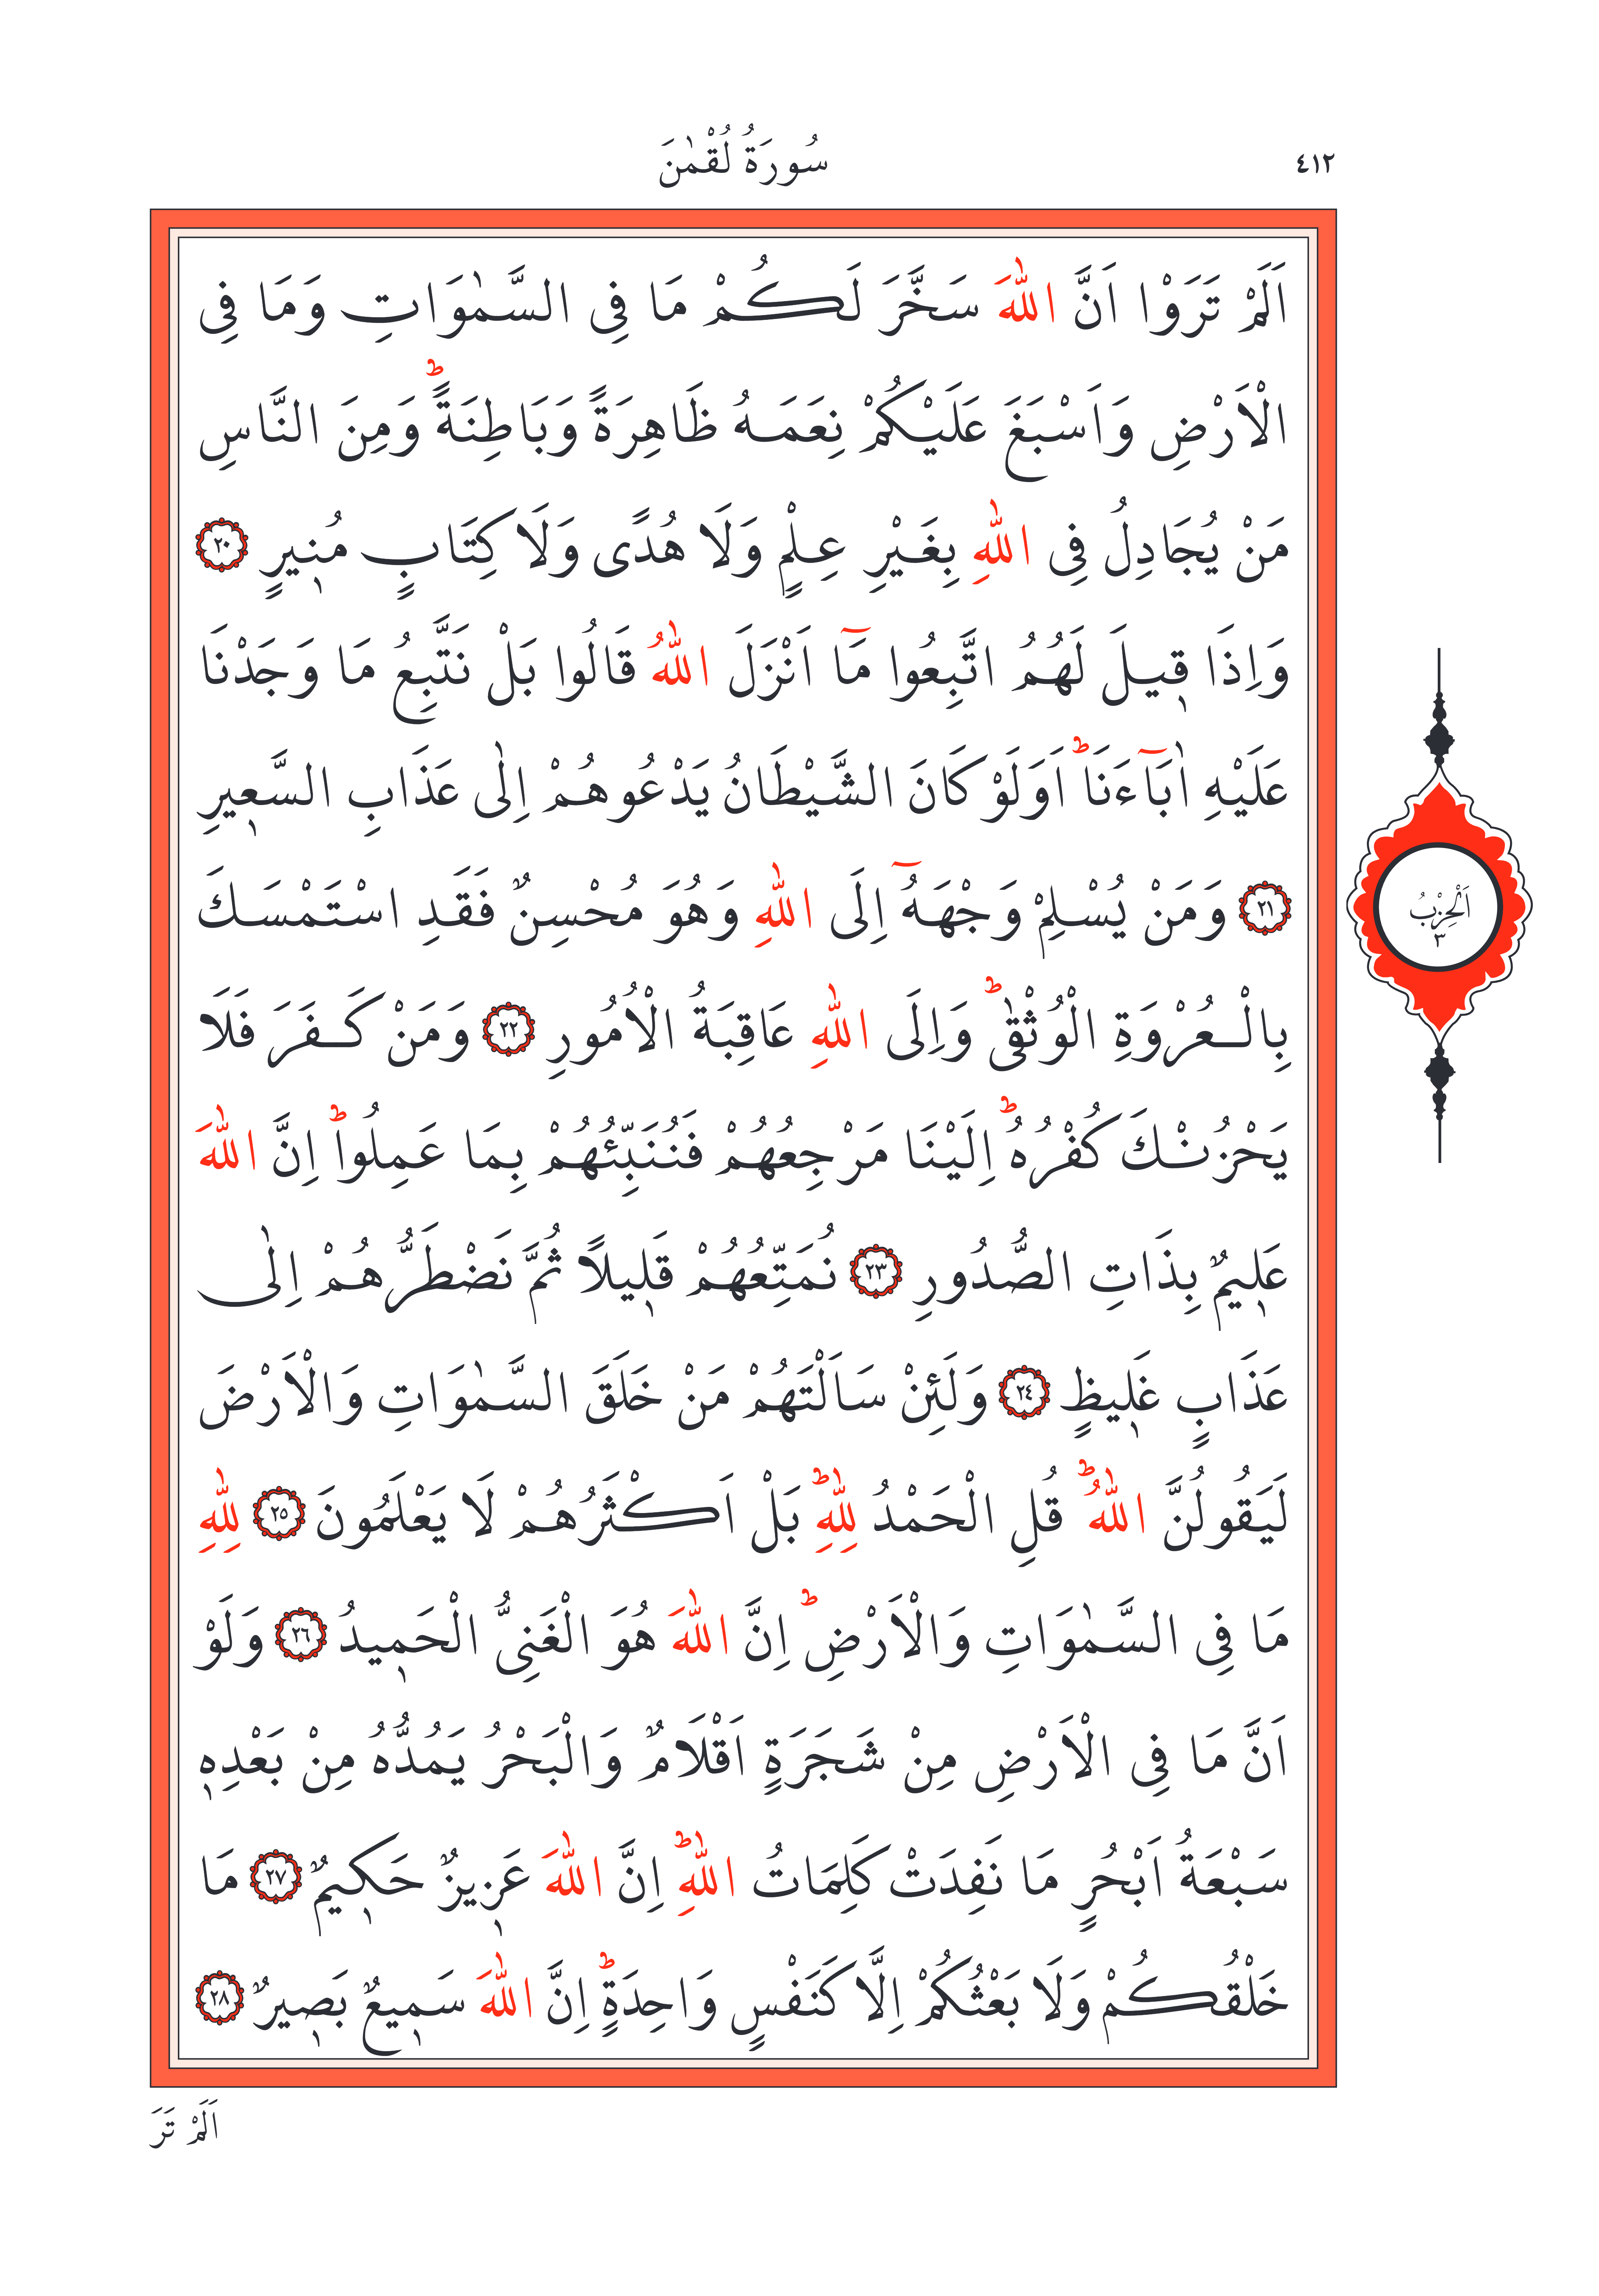 ٤١٢
سُورَةُ لُقْمٰنَ
اَلَمْ تَرَوْا اَنَّ اللّٰهَ سَخَّرَ لَكُمْ مَا فِى السَّمٰوَاتِ وَمَا فِى
الْاَرْضِ وَاَسْبَغَ عَلَيْكُمْ نِعَمَهُ ظَاهِرَةً وَبَاطِنَةًؕ وَمِنَ النَّاسِ
مَنْ يُجَادِلُ فِى اللّٰهِ بِغَيْرِ عِلْمٍ وَلَا هُدًى وَلَا كِتَابٍ مُنٖيرٍ ﴿٢٠﴾
وَاِذَا قٖيلَ لَهُمُ اتَّبِعُوا مَٓا اَنْزَلَ اللّٰهُ قَالُوا بَلْ نَتَّبِعُ مَا وَجَدْنَا
عَلَيْهِ اٰبَٓاءَنَاؕ اَوَلَوْ كَانَ الشَّيْطَانُ يَدْعُوهُمْ اِلٰى عَذَابِ السَّعٖيرِ
﴿٢١﴾ وَمَنْ يُسْلِمْ وَجْهَهُٓ اِلَى اللّٰهِ وَهُوَ مُحْسِنٌ فَقَدِ اسْتَمْسَكَ
بِالْعُرْوَةِ الْوُثْقٰىؕ وَاِلَى اللّٰهِ عَاقِبَةُ الْاُمُورِ ﴿٢٢﴾ وَمَنْ كَفَرَ فَلَا
يَحْزُنْكَ كُفْرُهُؕ اِلَيْنَا مَرْجِعُهُمْ فَنُنَبِّئُهُمْ بِمَا عَمِلُواؕ اِنَّ اللّٰهَ
عَلٖيمٌ بِذَاتِ الصُّدُورِ ﴿٢٣﴾ نُمَتِّعُهُمْ قَلٖيلًا ثُمَّ نَضْطَرُّهُمْ اِلٰى
عَذَابٍ غَلٖيظٍ ﴿٢٤﴾ وَلَئِنْ سَاَلْتَهُمْ مَنْ خَلَقَ السَّمٰوَاتِ وَالْاَرْضَ
لَيَقُولُنَّ اللّٰهُؕ قُلِ الْحَمْدُ لِلّٰهِؕ بَلْ اَكْثَرُهُمْ لَا يَعْلَمُونَ ﴿٢٥﴾ لِلّٰهِ
مَا فِى السَّمٰوَاتِ وَالْاَرْضِؕ اِنَّ اللّٰهَ هُوَ الْغَنِىُّ الْحَمٖيدُ ﴿٢٦﴾ وَلَوْ
اَنَّ مَا فِى الْاَرْضِ مِنْ شَجَرَةٍ اَقْلَامٌ وَالْبَحْرُ يَمُدُّهُ مِنْ بَعْدِهٖ
سَبْعَةُ اَبْحُرٍ مَا نَفِدَتْ كَلِمَاتُ اللّٰهِؕ اِنَّ اللّٰهَ عَزٖيزٌ حَكٖيمٌ ﴿٢٧﴾ مَا
خَلْقُكُمْ وَلَا بَعْثُكُمْ اِلَّا كَنَفْسٍ وَاحِدَةٍؕ اِنَّ اللّٰهَ سَمٖيعٌ بَصٖيرٌ ﴿٢٨﴾
اَلْحِزْبُ
٣
اَلَمْ تَرَ